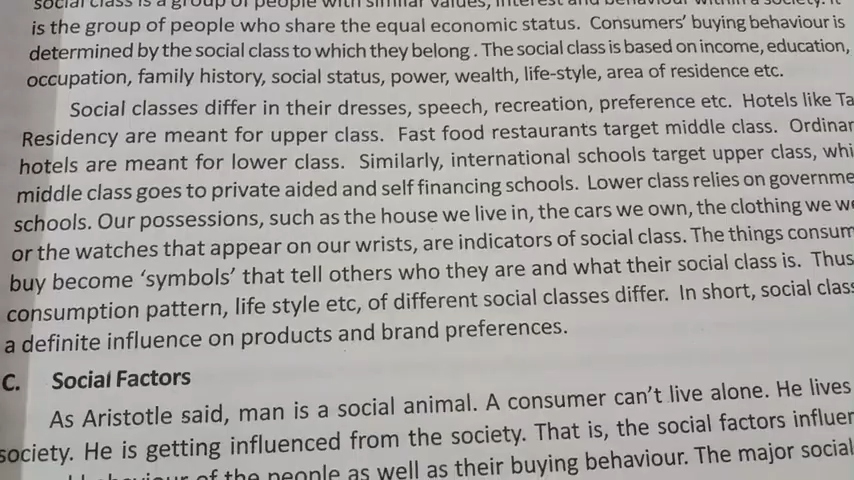 social class is a group of people with similar values, interest and behaviour within a society. It
is the group of people who share the equal economic status. Consumers' buying behaviour is
determined by the social class to which they belong . The social class is based on income, education,
occupation, family history, social status, power, wealth, life-style, area of residence etc.
Social classes differ in their dresses, speech, recreation, preference etc. Hotels like Ta
Residency are meant for upper class. Fast food restaurants target middle class. Ordinar
hotels are meant for lower class. Similarly, international schools target upper class, whi
middle class goes to private aided and self financing schools. Lower class relies on governme
schools. Our possessions, such as the house we live in, the cars we own, the clothing we we
or the watches that appear on our wrists, are indicators of social class. The things consum
buy become 'symbols' that tell others who they are and what their social class is. Thus
consumption pattern, life style etc, of different social classes differ. In short, social class
a definite influence on products and brand preferences.
C. Social Factors
As Aristotle said, man is a social animal. A consumer can't live alone. He lives
society. He is getting influenced from the society. That is, the social factors influen
behaviour of the people as well as their buying behaviour. The major social